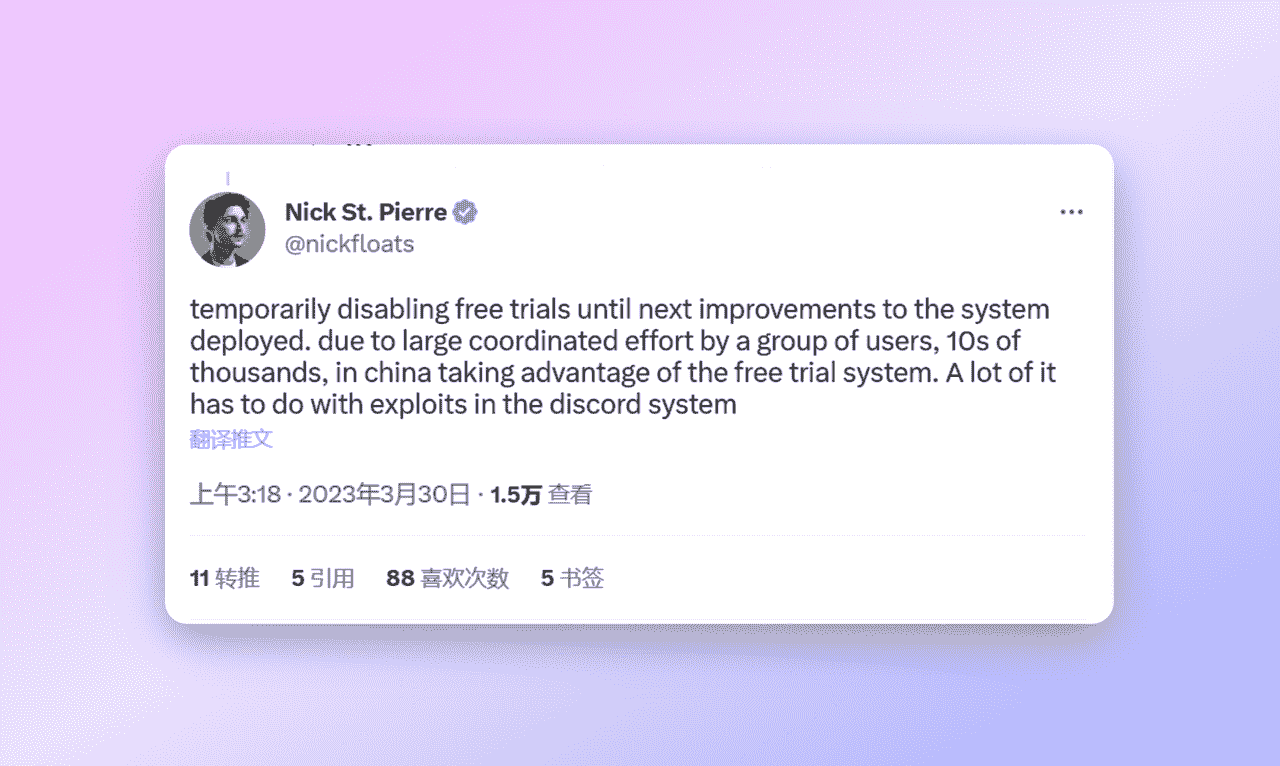 Nick St. Pierre
@nickfloats
temporarily disabling free trials until next improvements to the system
deployed. due to large coordinated effort by a group of users, 10s of
thousands, in china taking advantage of the free trial system. A lot of it
has to do with exploits in the discord system
翻译推文
上午3:18 · 2023年3月30日 · 1.5万 查看
11 转推 5 引用 88 喜欢次数 5 书签